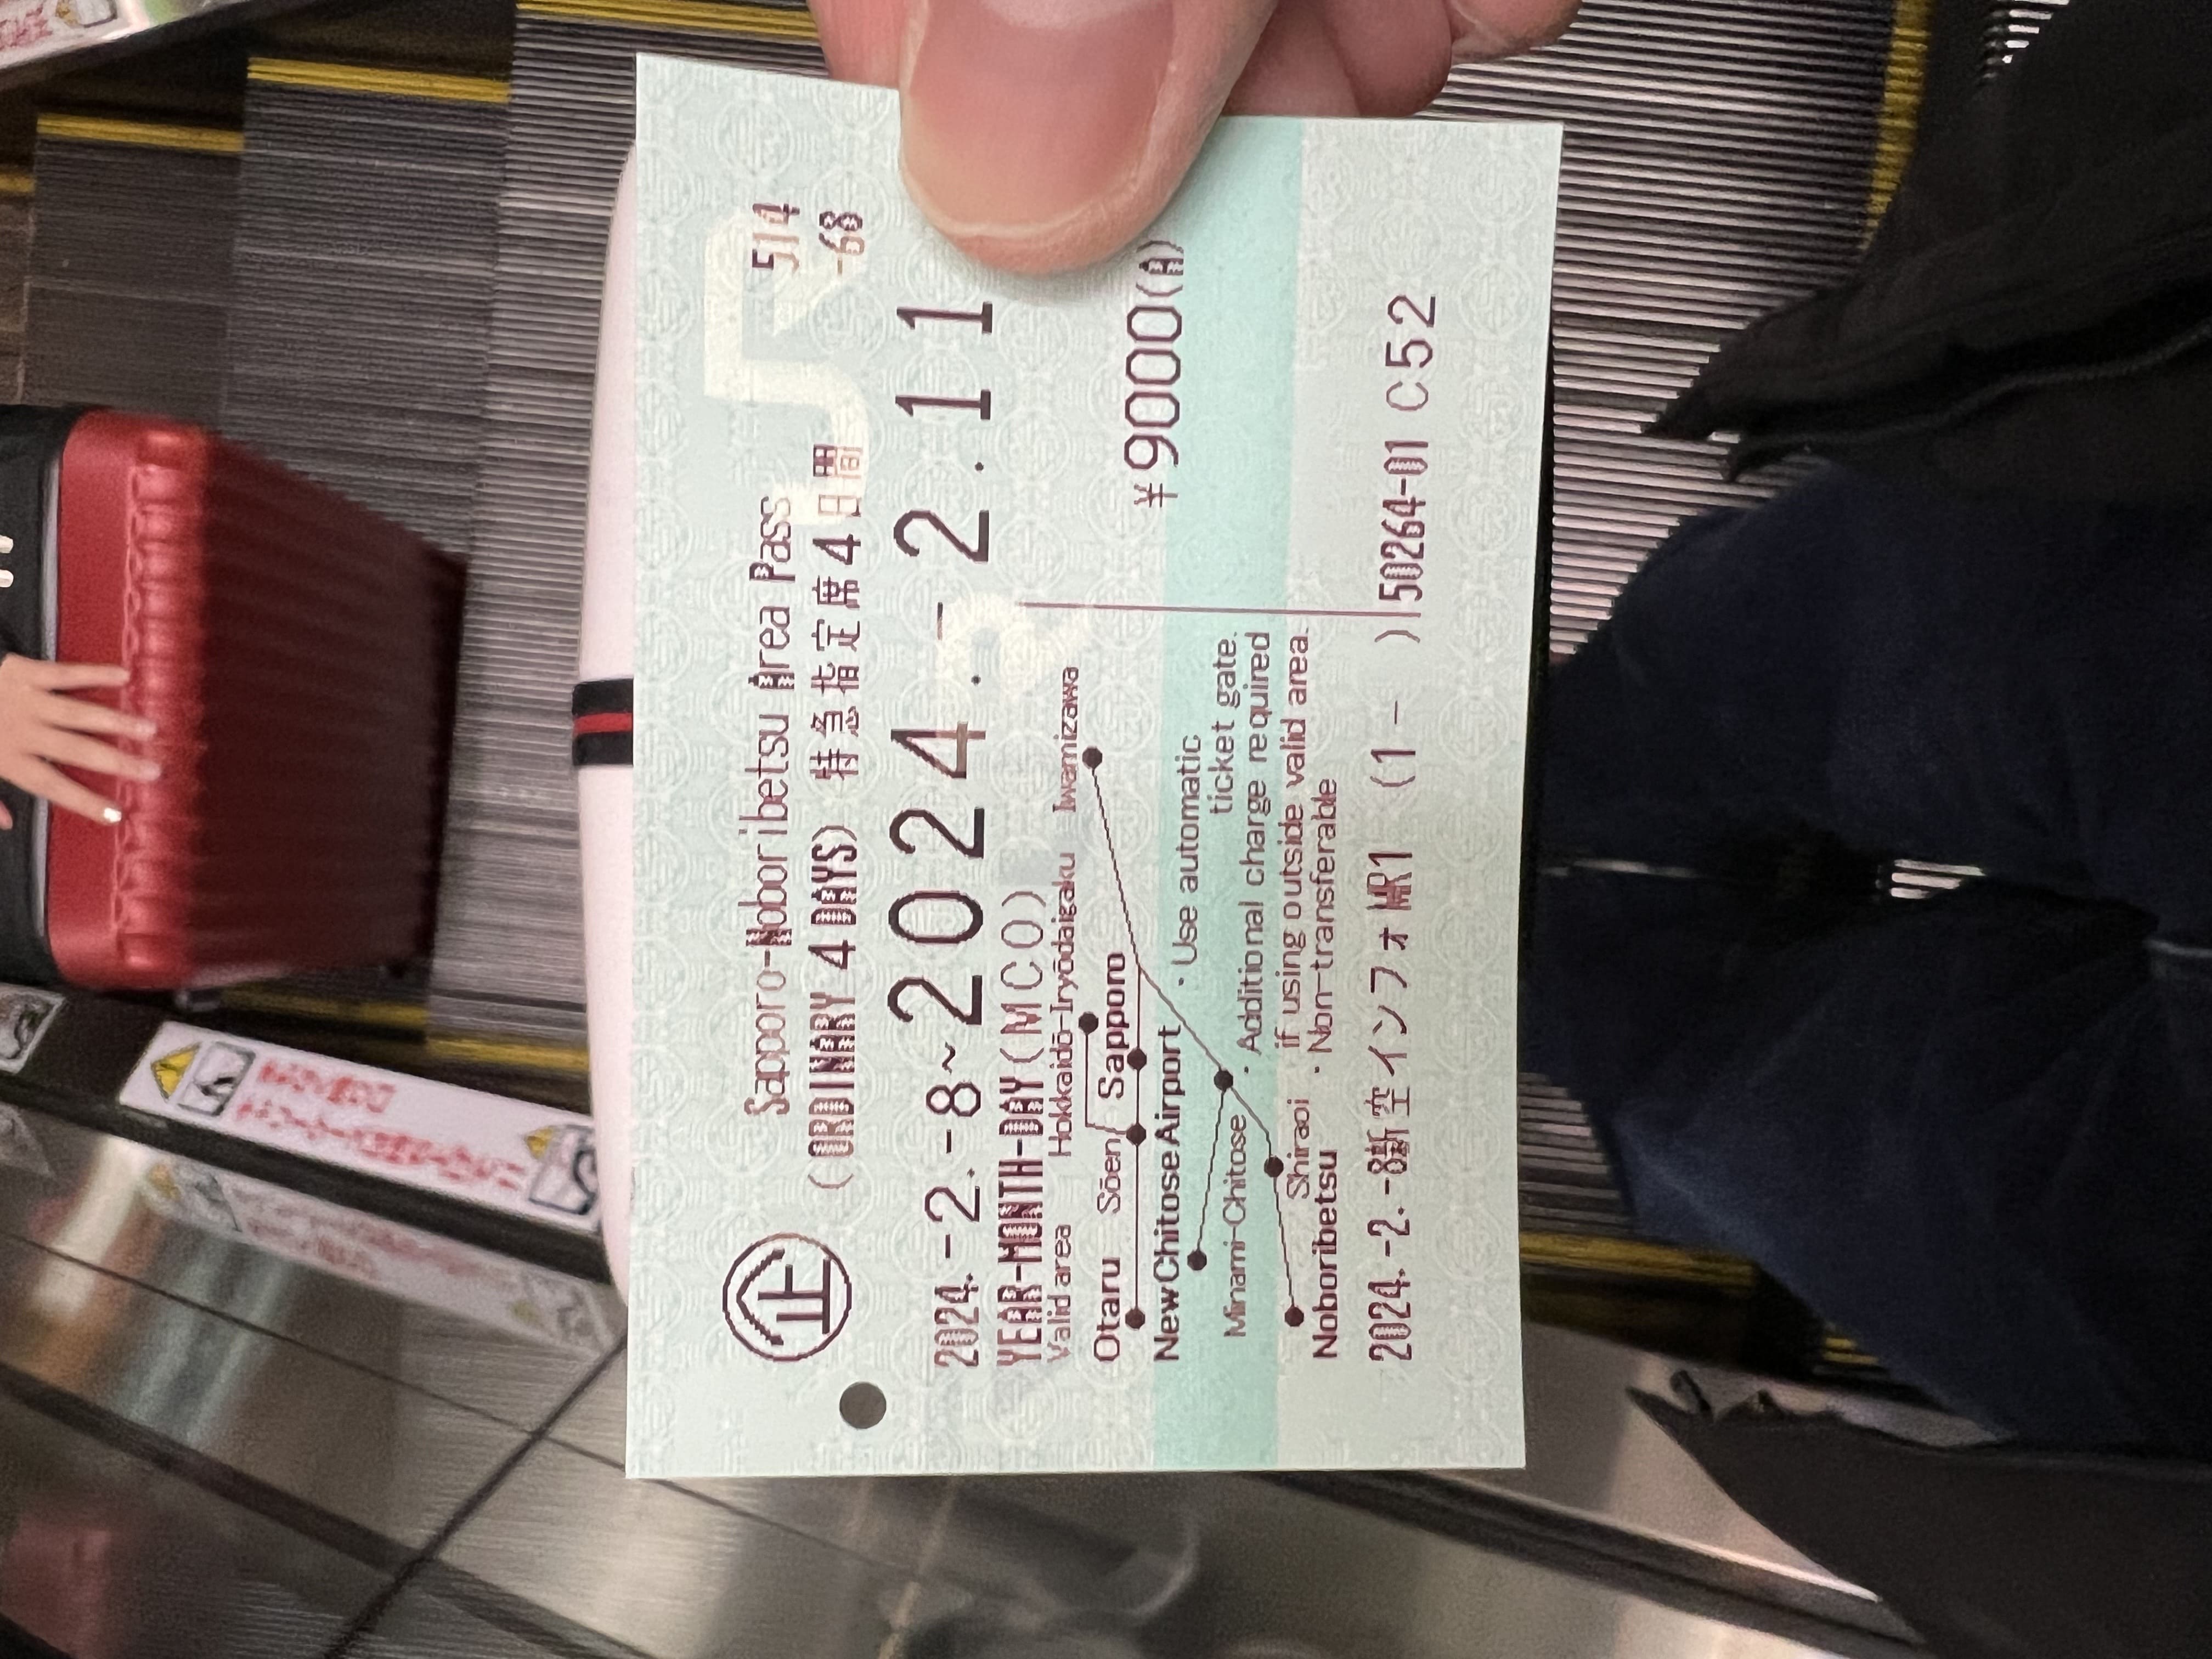 企 Sapporo-Noboribetsu Area Pass 514
(ORDINARY 4 DAYS) 特急指定席4日間 -68
2024.-2.-8~2024.-2.11
YEAR-MONTH-DAY(MCO)
Valid area Hokkaidō-Iryōdaigaku Iwamizawa
Otaru Sōen Sapporo
New Chitose Airport
・Use automatic
ticket gate.
¥9000(A)
Minami-Chitose
・Additional charge required
if using outside valid area.
Shiraoi
Noboribetsu
・Non-transferable
2024.-2.-8新空インフォMR1 (1- ) 50264-01 C52
JR